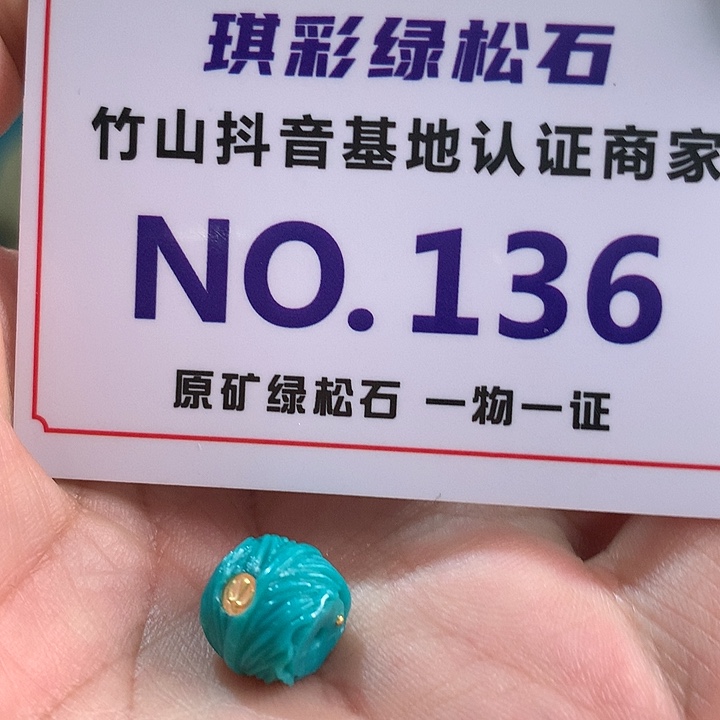 琪彩绿松石
竹山抖音基地认证商家
NO.136
原矿绿松石 一物一证